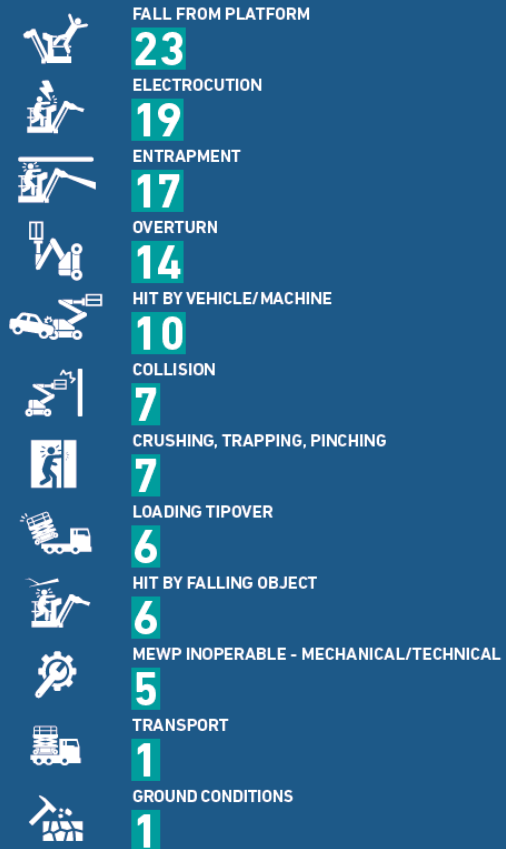 FALL FROM PLATFORM
23
ELECTROCUTION
19
ENTRAPMENT
17
OVERTURN
14
HIT BY VEHICLE/MACHINE
10
COLLISION
7
CRUSHING, TRAPPING, PINCHING
7
LOADING TIPOVER
6
HIT BY FALLING OBJECT
6
MEWP INOPERABLE - MECHANICAL/TECHNICAL
5
TRANSPORT
1
GROUND CONDITIONS
1